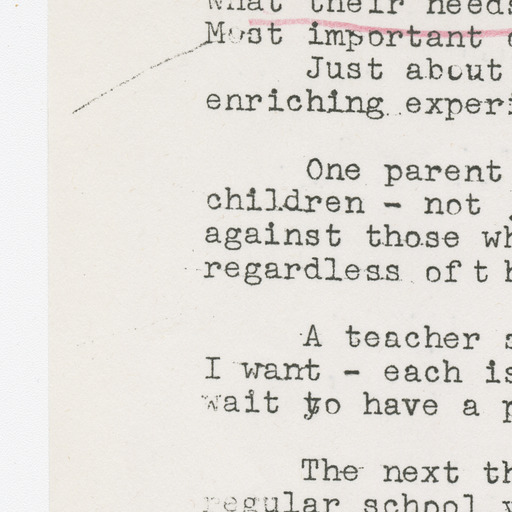 what their needs
Most important
Just about
enriching experi
One parent
children - not
against those wh
regardless of t h
A teacher s
I want - each is
wait to have a p
The next th
regular school